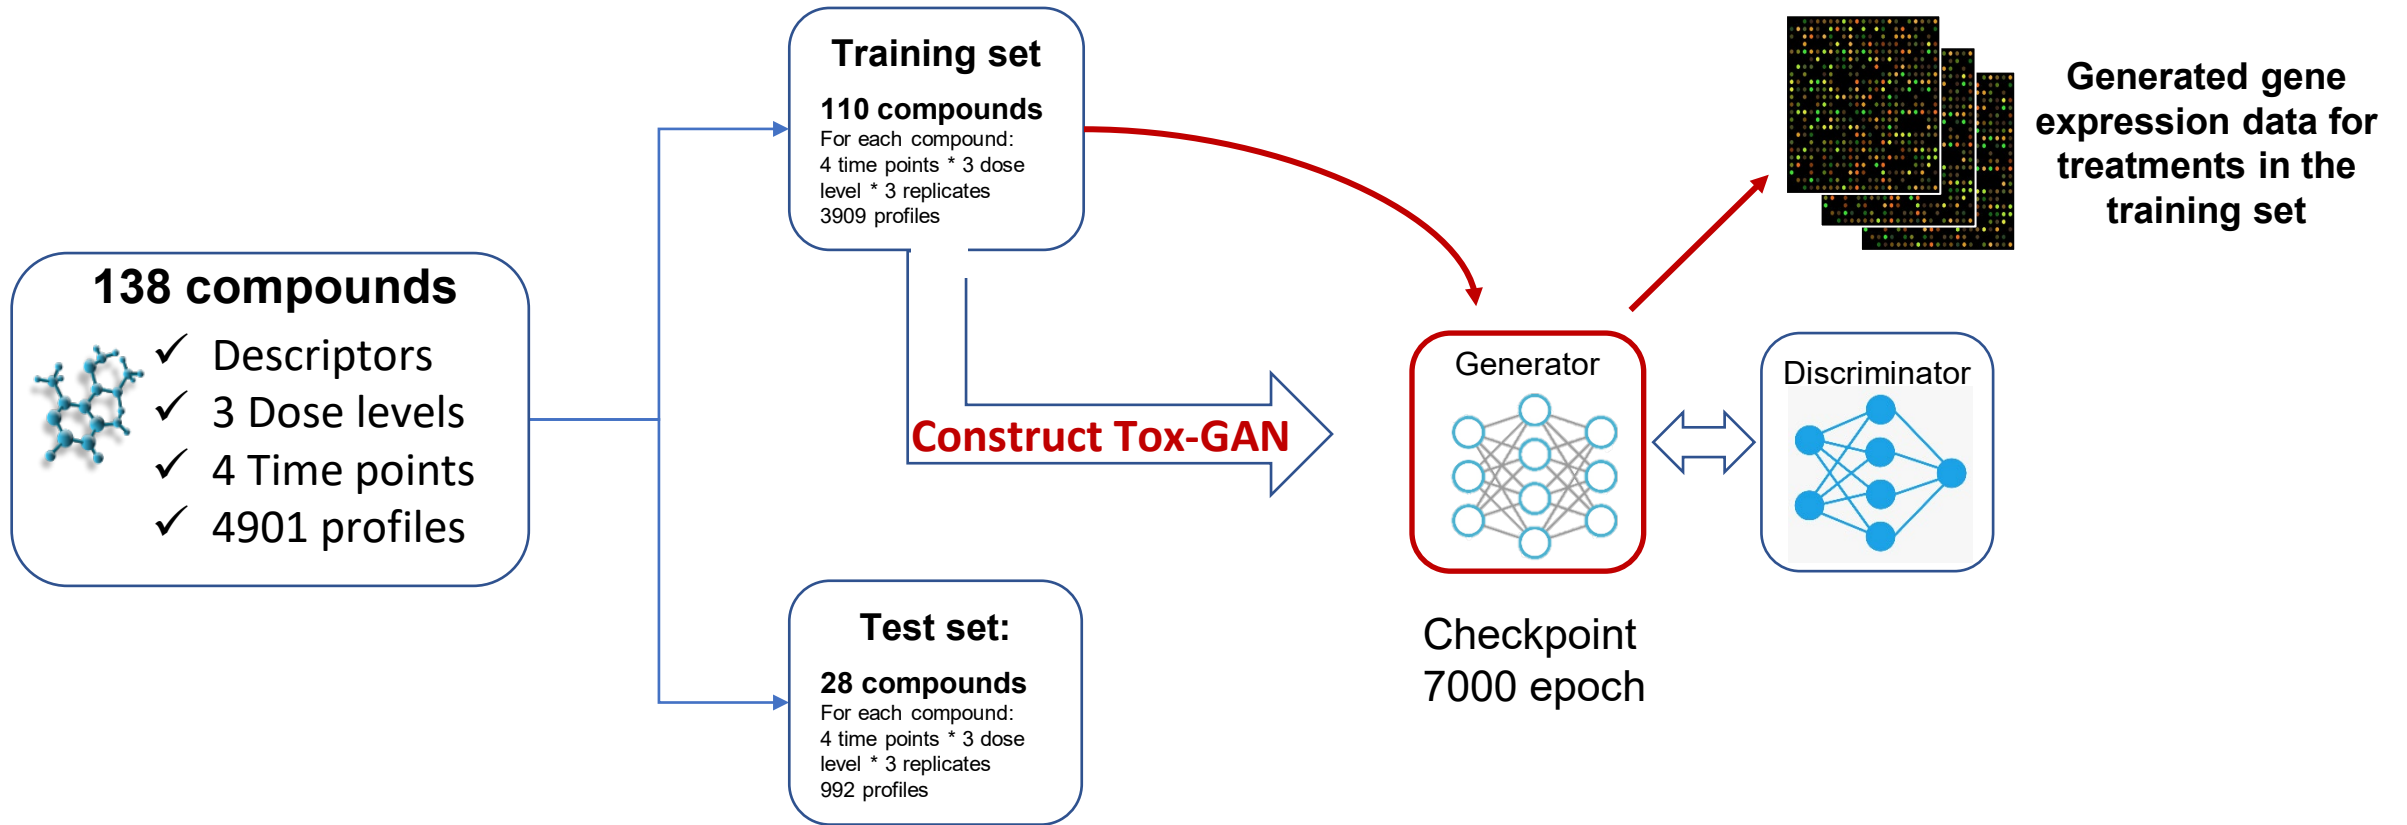 138 compounds
✓ Descriptors
✓ 3 Dose levels
✓ 4 Time points
✓ 4901 profiles
Training set
110 compounds
For each compound:
4 time points * 3 dose
level * 3 replicates
3909 profiles
Test set:
28 compounds
For each compound:
4 time points * 3 dose
level * 3 replicates
992 profiles
Construct Tox-GAN
Generator
Discriminator
Checkpoint
7000 epoch
Generated gene
expression data for
treatments in the
training set